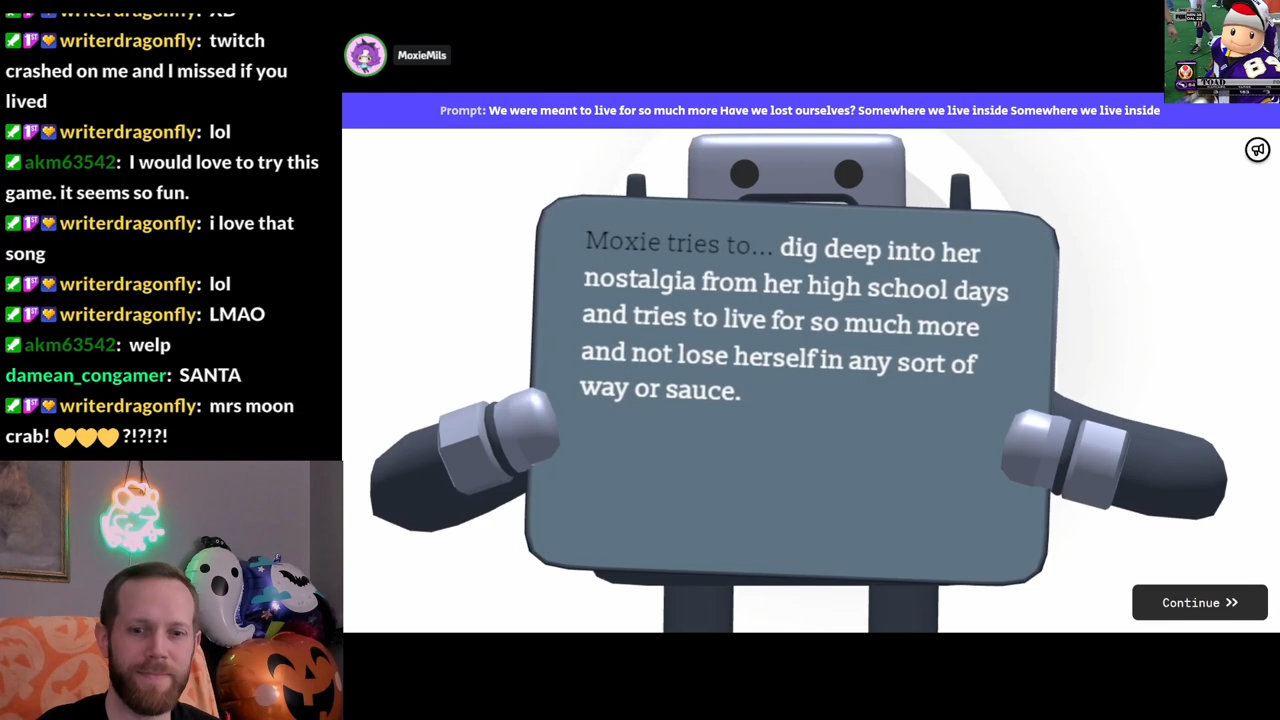 writerdragonfly: XD
writerdragonfly: twitch
crashed on me and I missed if you
lived
writerdragonfly: lol
akm63542: I would love to try this
game. it seems so fun.
writerdragonfly: i love that
song
writerdragonfly: lol
writerdragonfly: LMAO
akm63542: welp
damean_congamer: SANTA
writerdragonfly: mrs moon
crab! 💛💛💛 ?!?!?!
MoxieMils
Prompt: We were meant to live for so much more Have we lost ourselves? Somewhere we live inside Somewhere we live inside
Moxie tries to... dig deep into her
nostalgia from her high school days
and tries to live for so much more
and not lose herself in any sort of
way or sauce.
Continue
TOAD